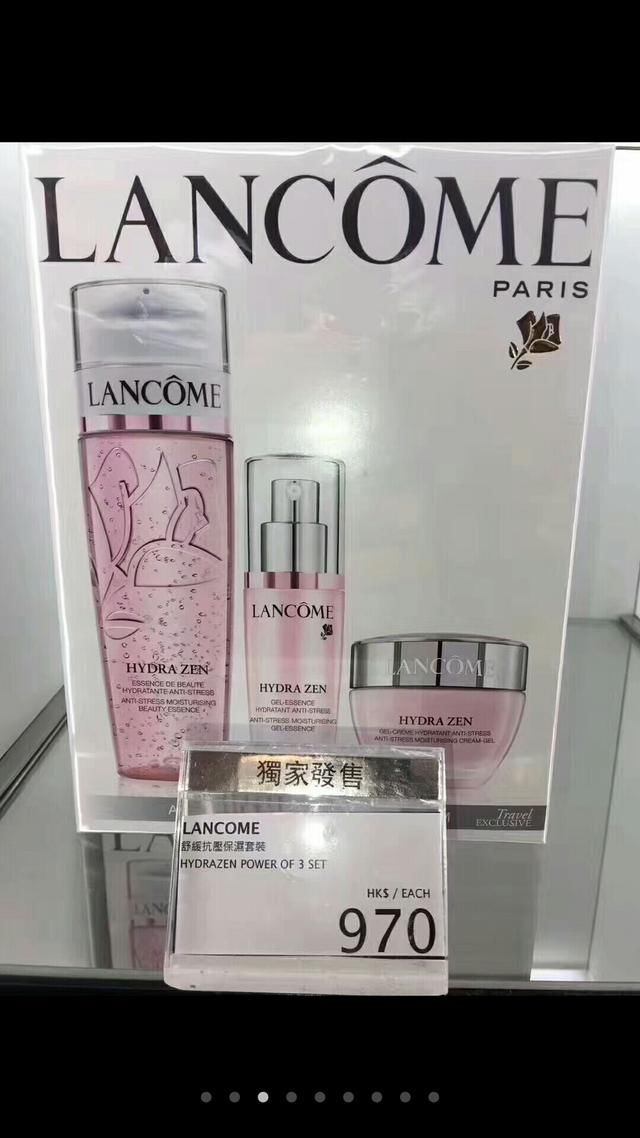 LANCÔME
PARIS
LANCÔME
HYDRA ZEN
ESSENCE DE BEAUTÉ
HYDRATANTE ANTI-STRESS
ANTI-STRESS MOISTURISING
BEAUTY ESSENCE
LANCÔME
HYDRA ZEN
GEL-ESSENCE
HYDRATANT ANTI-STRESS
ANTI-STRESS MOISTURISING
GEL-ESSENCE
LANCÔME
HYDRA ZEN
GEL-CRÈME HYDRATANT ANTI-STRESS
ANTI-STRESS MOISTURISING CREAM-GEL
Travel
EXCLUSIVE
獨家發售
LANCOME
舒緩抗壓保濕套裝
HYDRAZEN POWER OF 3 SET
HK$ / EACH
970